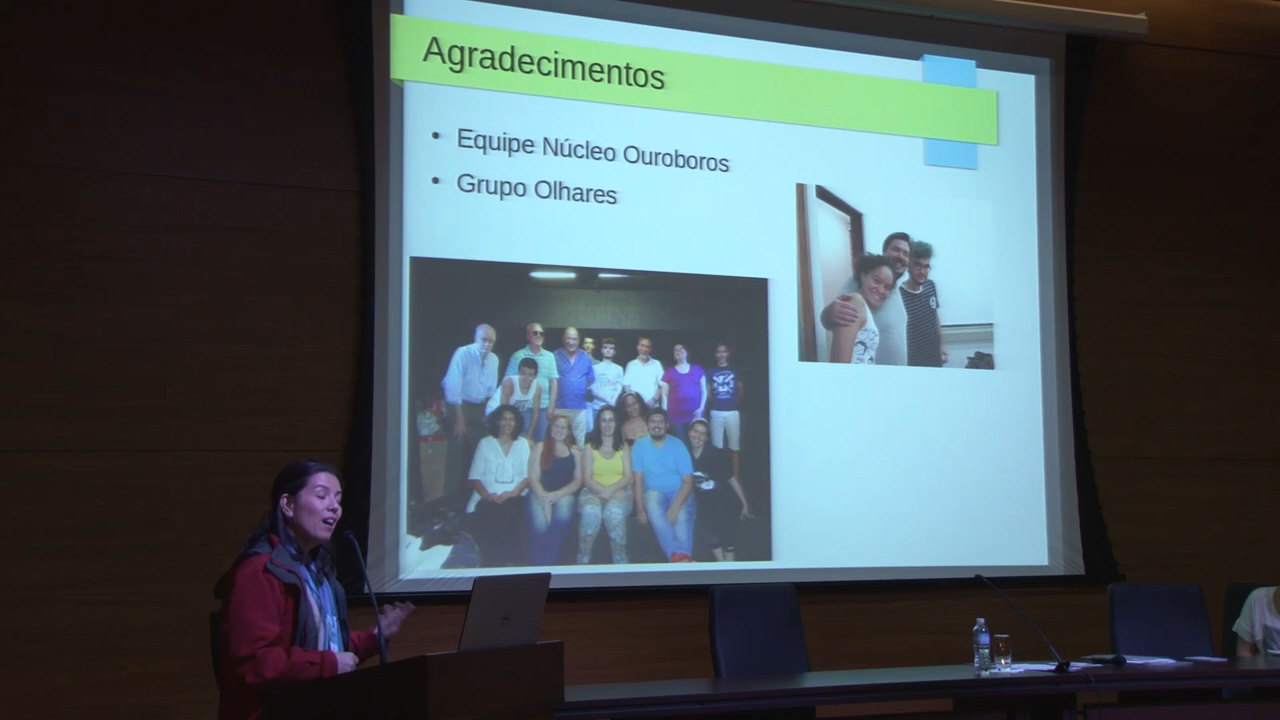 Agradecimentos
• Equipe Núcleo Ouroboros
• Grupo Olhares